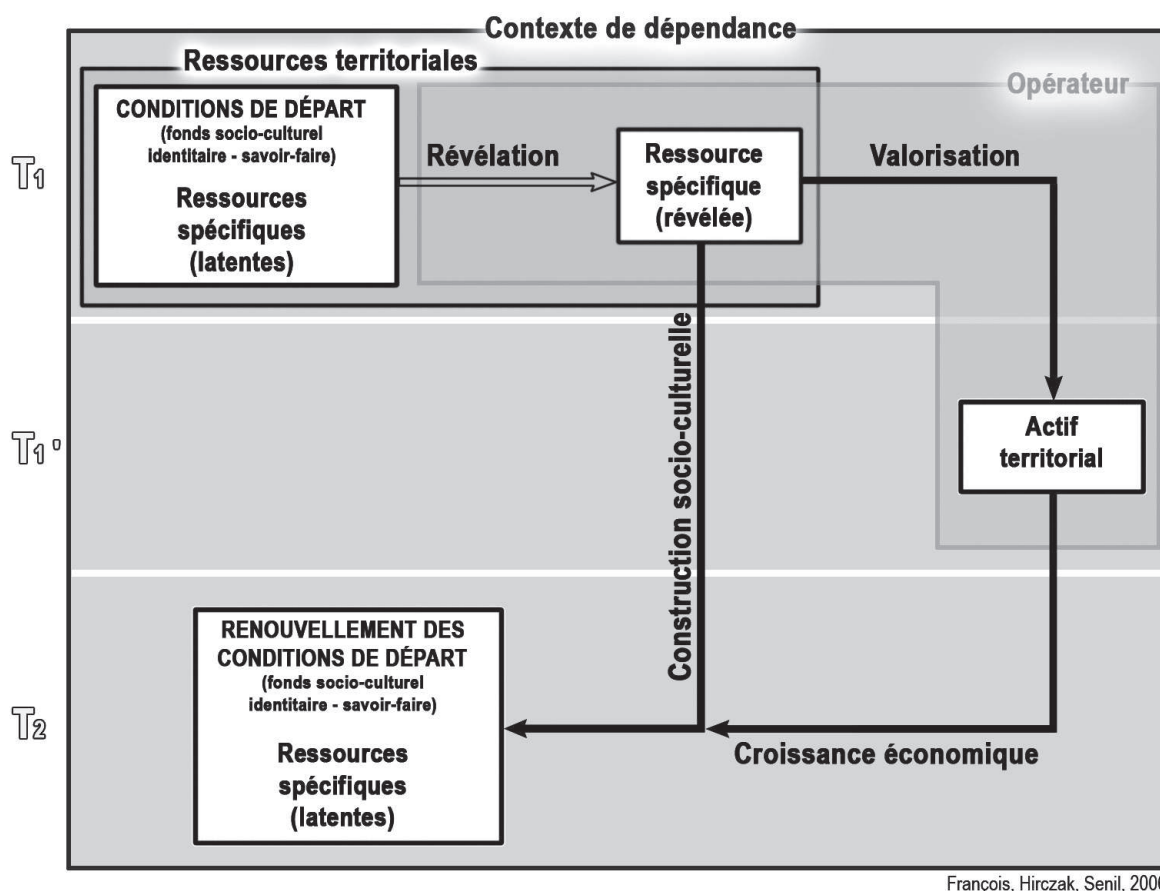 Contexte de dépendance
Ressources territoriales
Opérateur
T1
CONDITIONS DE DÉPART
(fonds socio-culturel
identitaire - savoir-faire)
Ressources
spécifiques
(latentes)
Révélation
Ressource
spécifique
(révélée)
Valorisation
T1'
Construction socio-culturelle
Actif
territorial
T2
RENOUVELLEMENT DES
CONDITIONS DE DÉPART
(fonds socio-culturel
identitaire - savoir-faire)
Ressources
spécifiques
(latentes)
Croissance économique
François, Hirczak, Senil, 2006